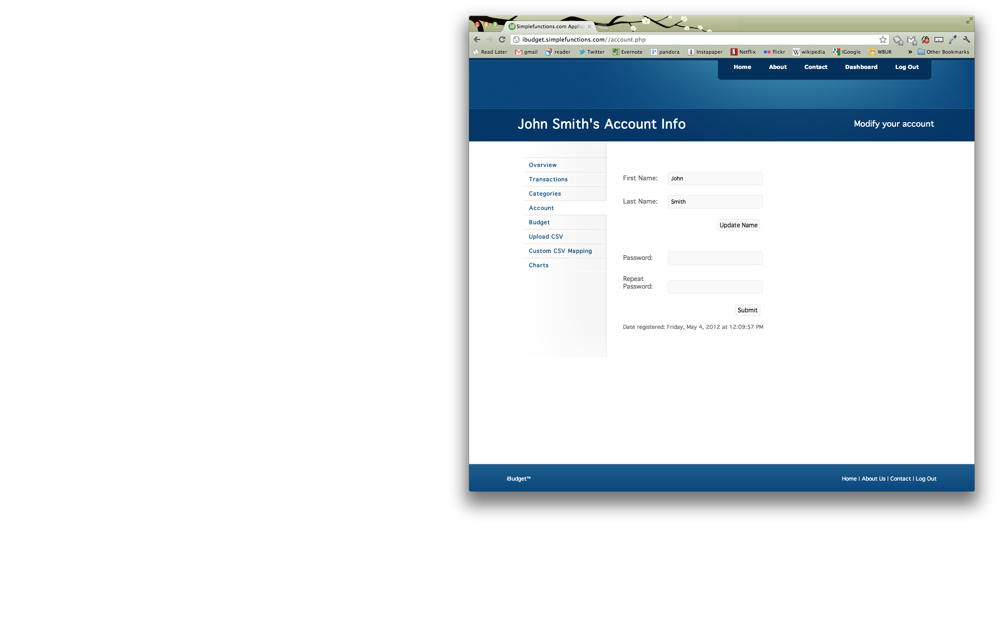 Simplefunctions.com Applica
ibudget.simplefunctions.com//account.php
Read Later gmail reader Twitter Evernote pandora Instapaper Netflix flickr wikipedia iGoogle WBUR » Other Bookmarks
Home About Contact Dashboard Log Out
John Smith's Account Info
Modify your account
Overview
Transactions
Categories
Account
Budget
Upload CSV
Custom CSV Mapping
Charts
First Name: John
Last Name: Smith
Update Name
Password:
Repeat
Password:
Submit
Date registered: Friday, May 4, 2012 at 12:09:57 PM
iBudget™
Home | About Us | Contact | Log Out